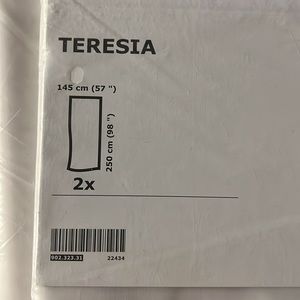 TERESIA
145 cm (57 ")
250 cm (98 ")
2x
902.323.31
22434